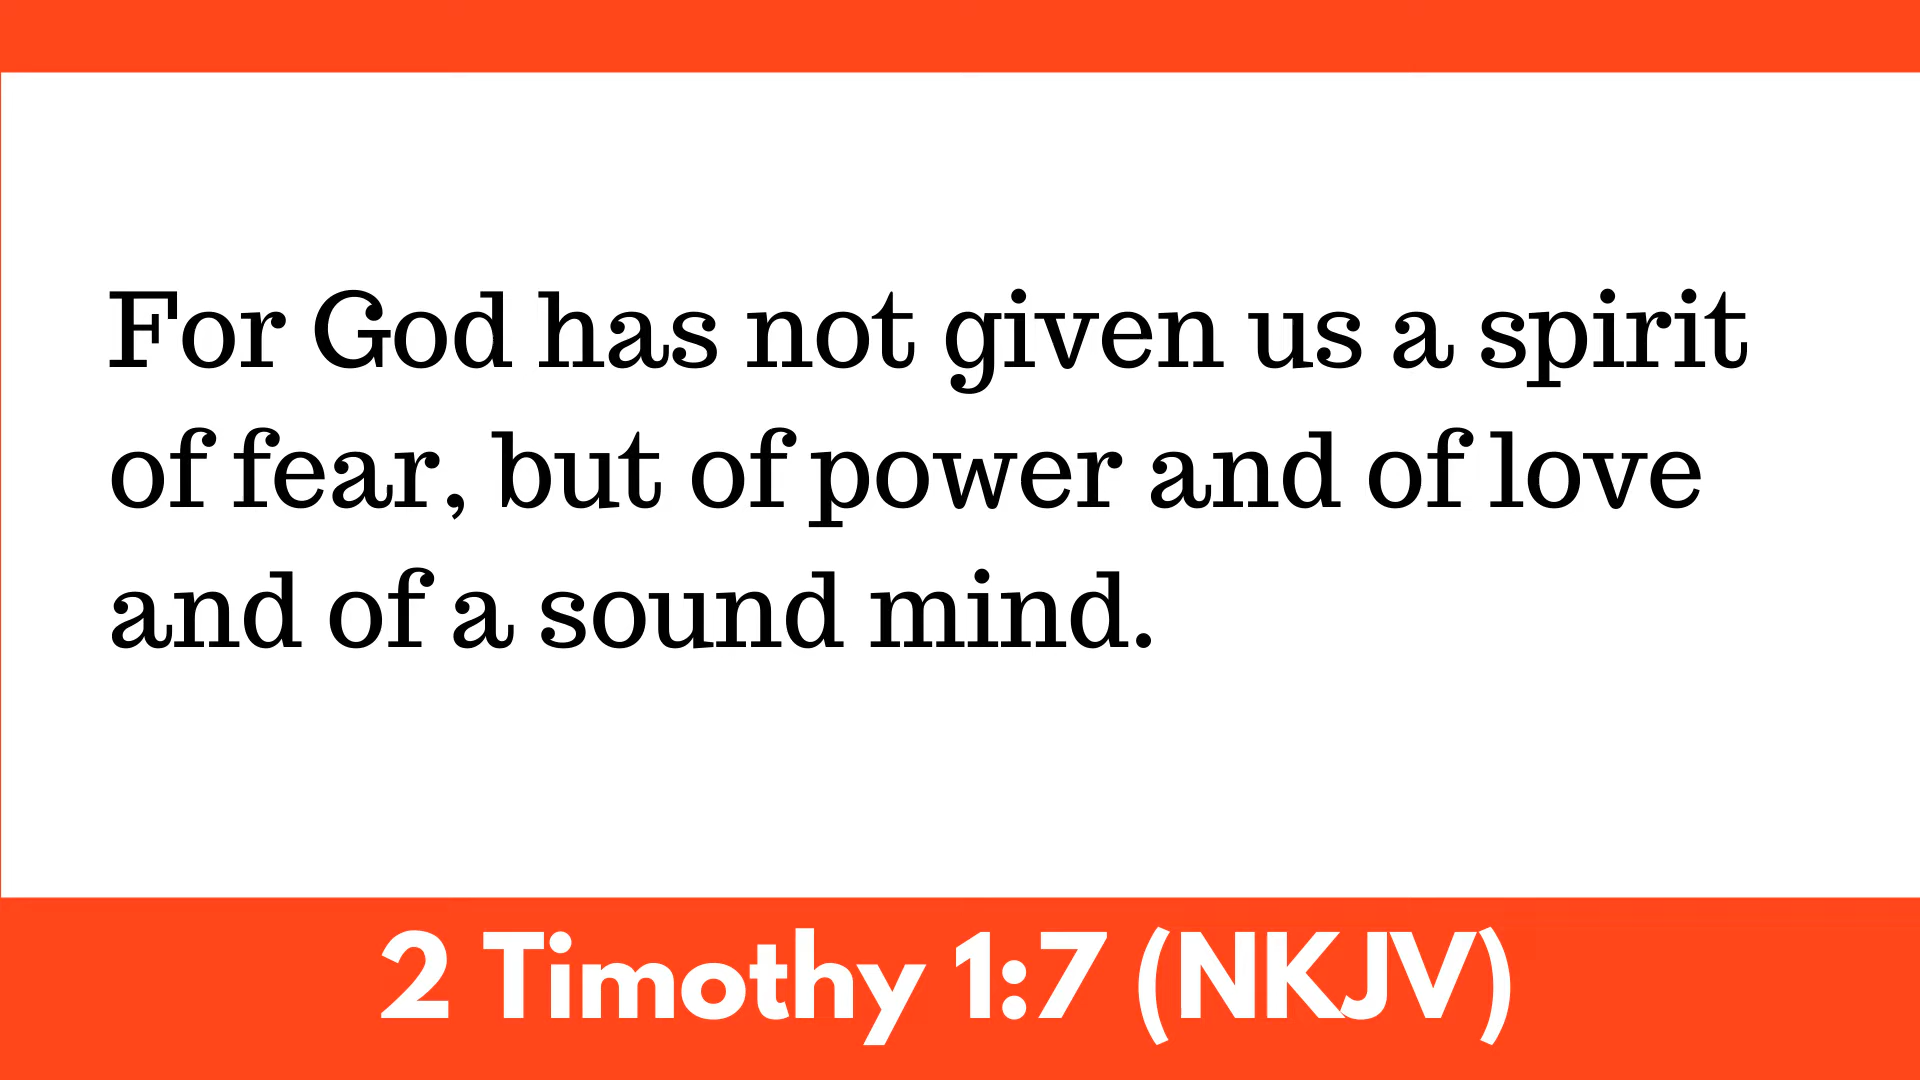 For God has not given us a spirit
of fear, but of power and of love
and of a sound mind.
2 Timothy 1:7 (NKJV)